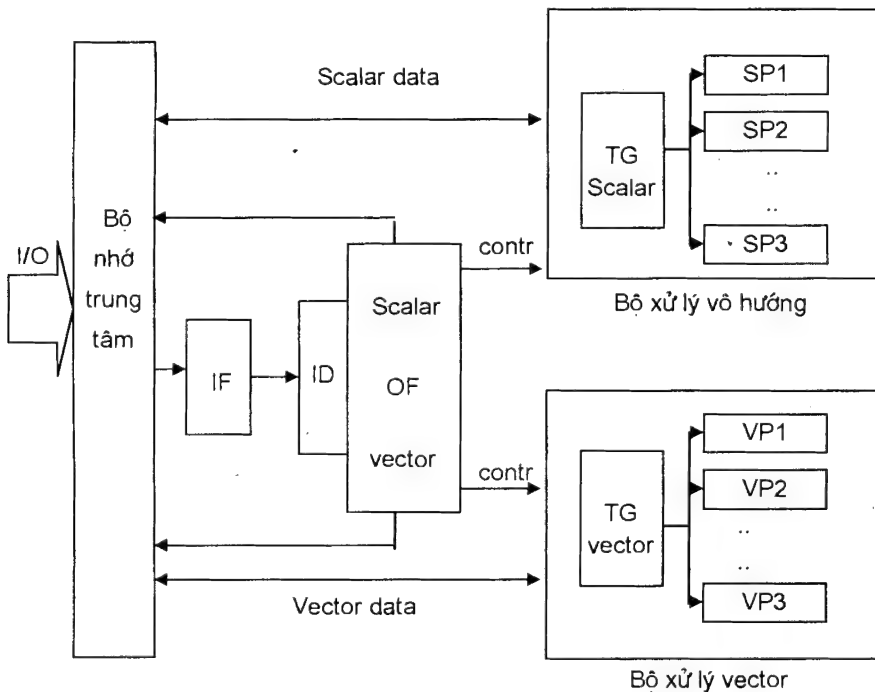 Scalar data
SP1
SP2
..
..
SP3
TG
Scalar
Bộ xử lý vô hướng
I/O
Bộ
nhớ
trung
tâm
IF
ID
Scalar
OF
vector
contr
contr
VP1
VP2
..
..
VP3
TG
vector
Vector data
Bộ xử lý vector